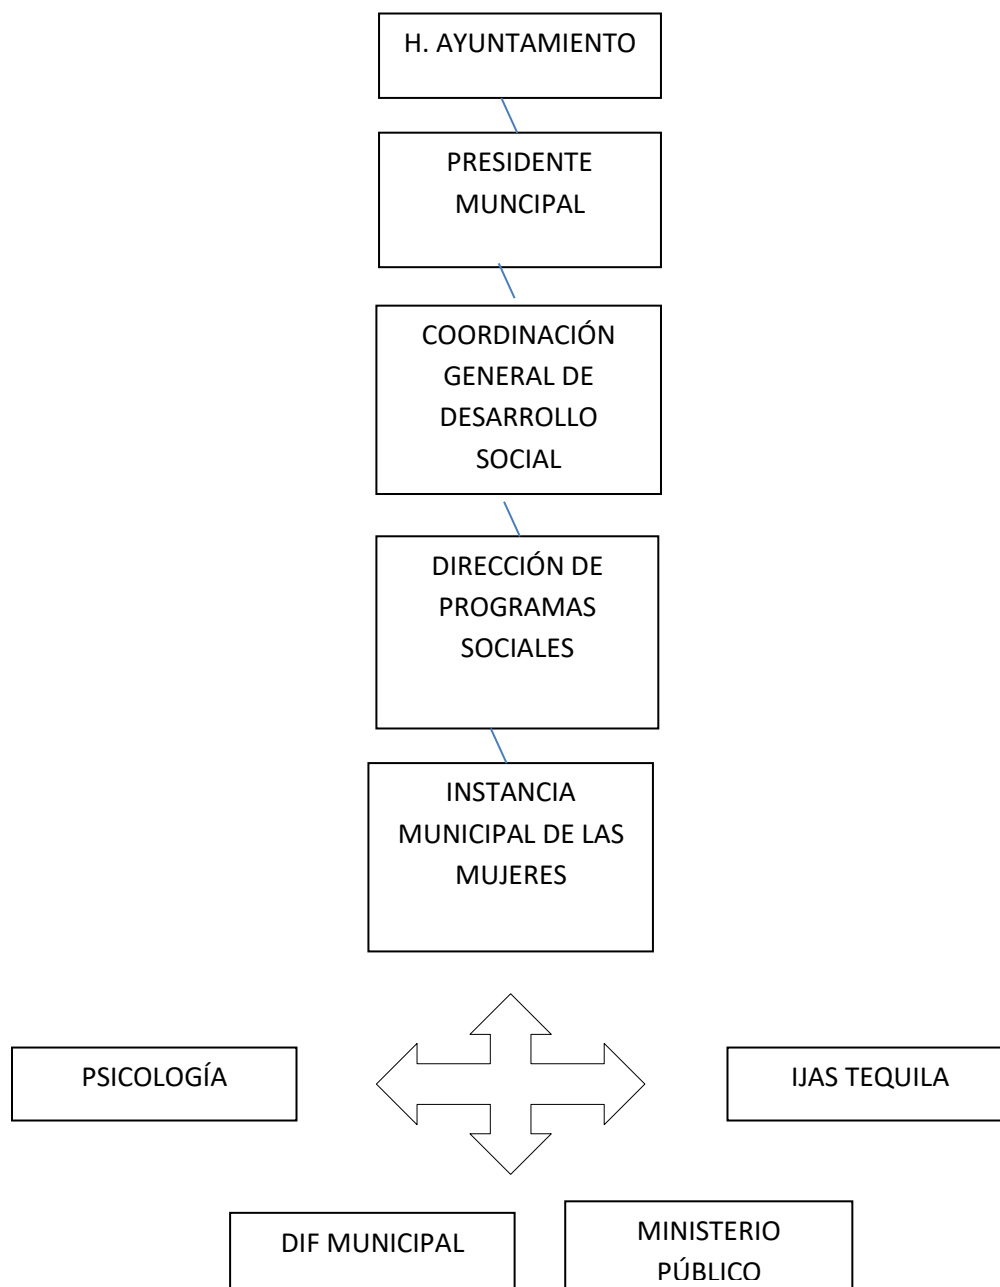 H. AYUNTAMIENTO
PRESIDENTE
MUNCIPAL
COORDINACIÓN
GENERAL DE
DESARROLLO
SOCIAL
DIRECCIÓN DE
PROGRAMAS
SOCIALES
INSTANCIA
MUNICIPAL DE LAS
MUJERES
PSICOLOGÍA
IJAS TEQUILA
DIF MUNICIPAL
MINISTERIO
PÚBLICO